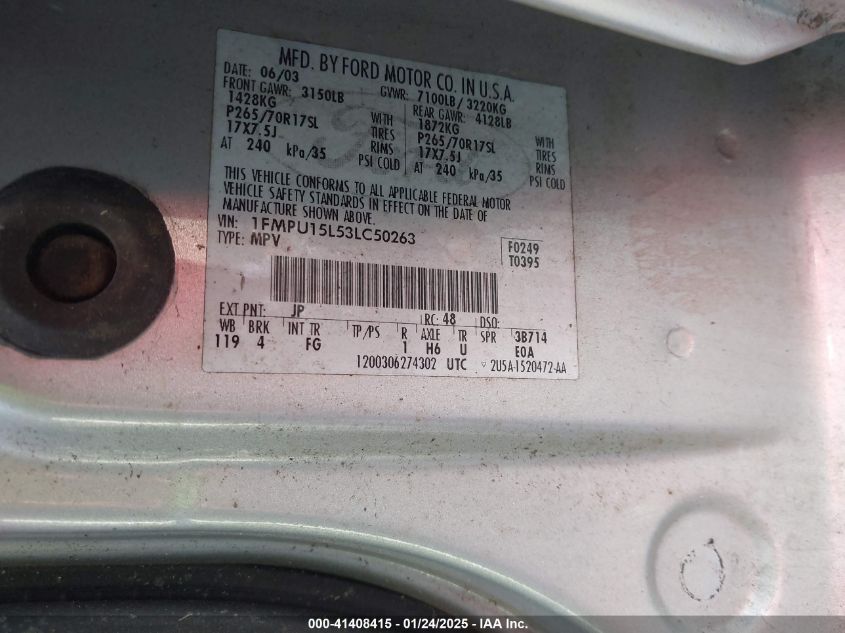 MFD. BY FORD MOTOR CO. IN U.S.A.
DATE: 06/03 GVWR: 7100LB/ 3220KG
FRONT GAWR: 3150LB REAR GAWR: 4128LB
1428KG WITH 1872KG WITH
P265/70R17SL TIRES P265/70R17SL TIRES
17X7.5J RIMS 17X7.5J RIMS
AT 240 kPa/35 PSI COLD AT 240 kPa/35 PSI COLD
THIS VEHICLE CONFORMS TO ALL APPLICABLE FEDERAL MOTOR
VEHICLE SAFETY STANDARDS IN EFFECT ON THE DATE OF
MANUFACTURE SHOWN ABOVE.
VIN: 1FMPU15L53LC50263
TYPE: MPV
F0249
T0395
EXT PNT: JP RC: 48 DSO:
WB BRK INT TR TP/PS R AXLE TR SPR 3B714
119 4 FG 1 H6 U E0A
1200306274302 UTC ▽ 2U5A-1520472-AA
000-41408415 - 01/24/2025 - IAA Inc.